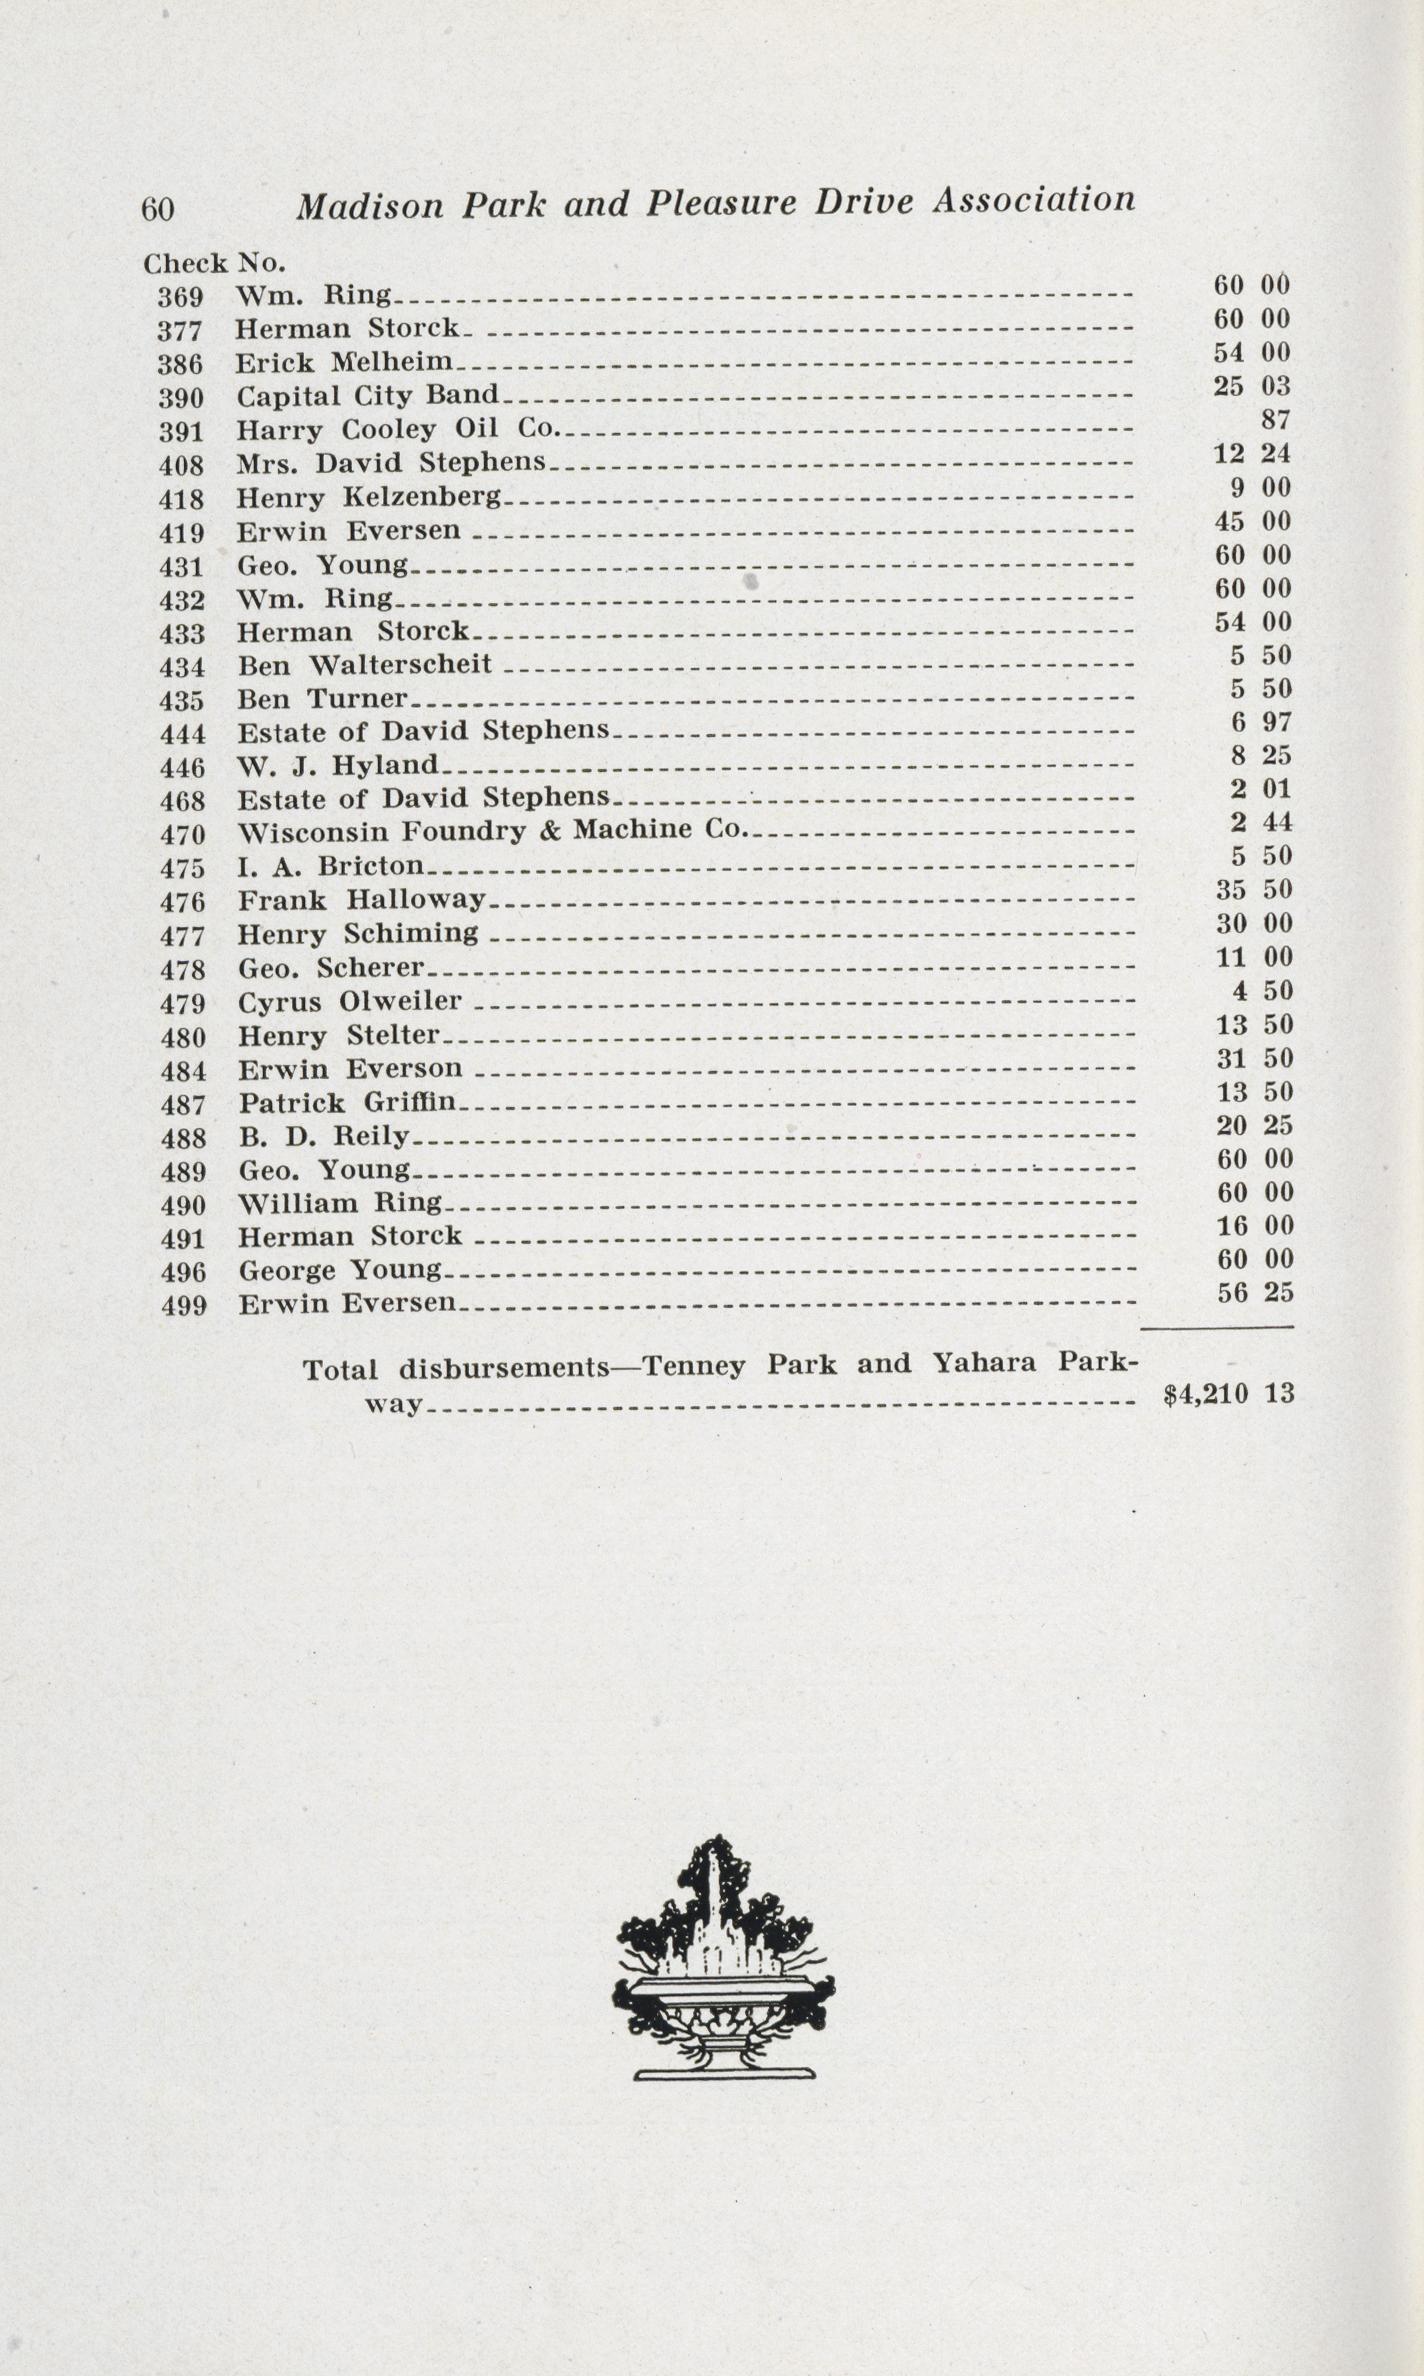 60 Madison Park and Pleasure Drive Association
Check No.
369 Wm. Ring 60 00
377 Herman Storck 60 00
386 Erick Melheim 54 00
390 Capital City Band 25 03
391 Harry Cooley Oil Co. 87
408 Mrs. David Stephens 12 24
418 Henry Kelzenberg 9 00
419 Erwin Eversen 45 00
431 Geo. Young 60 00
432 Wm. Ring 60 00
433 Herman Storck 54 00
434 Ben Walterscheit 5 50
435 Ben Turner 5 50
444 Estate of David Stephens 6 97
446 W. J. Hyland 8 25
468 Estate of David Stephens 2 01
470 Wisconsin Foundry & Machine Co. 2 44
475 I. A. Bricton 5 50
476 Frank Halloway 35 50
477 Henry Schiming 30 00
478 Geo. Scherer 11 00
479 Cyrus Olweiler 4 50
480 Henry Stelter 13 50
484 Erwin Everson 31 50
487 Patrick Griffin 13 50
488 B. D. Reily 20 25
489 Geo. Young 60 00
490 William Ring 60 00
491 Herman Storck 16 00
496 George Young 60 00
499 Erwin Eversen 56 25
Total disbursements—Tenney Park and Yahara Park-
way $4,210 13